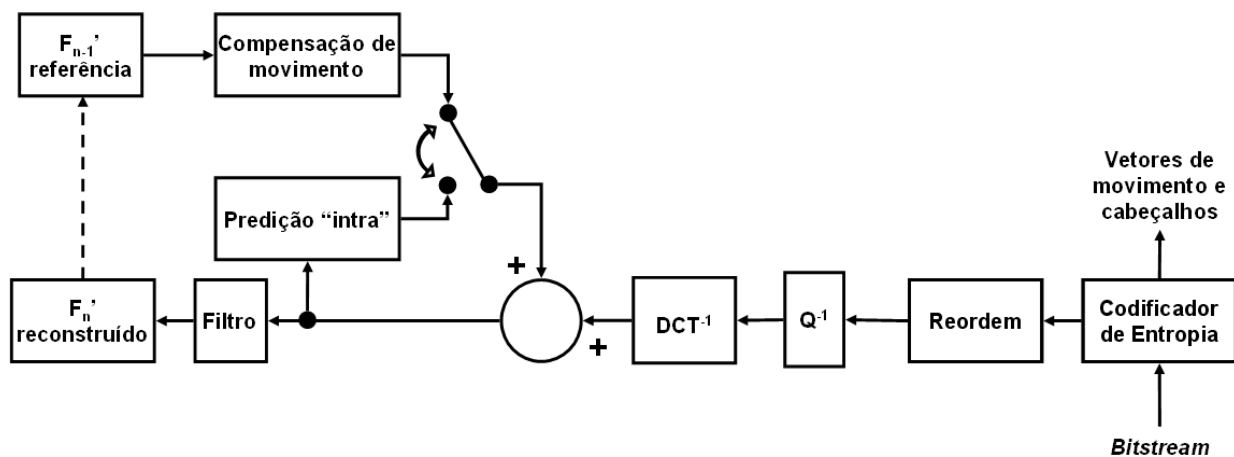 Fn-1’
referência
Compensação de
movimento
Vetores de
movimento e
cabeçalhos
Predição “intra”
+
Fn’
reconstruído
Filtro
+
DCT-1
Q-1
Reordem
Codificador
de Entropia
Bitstream